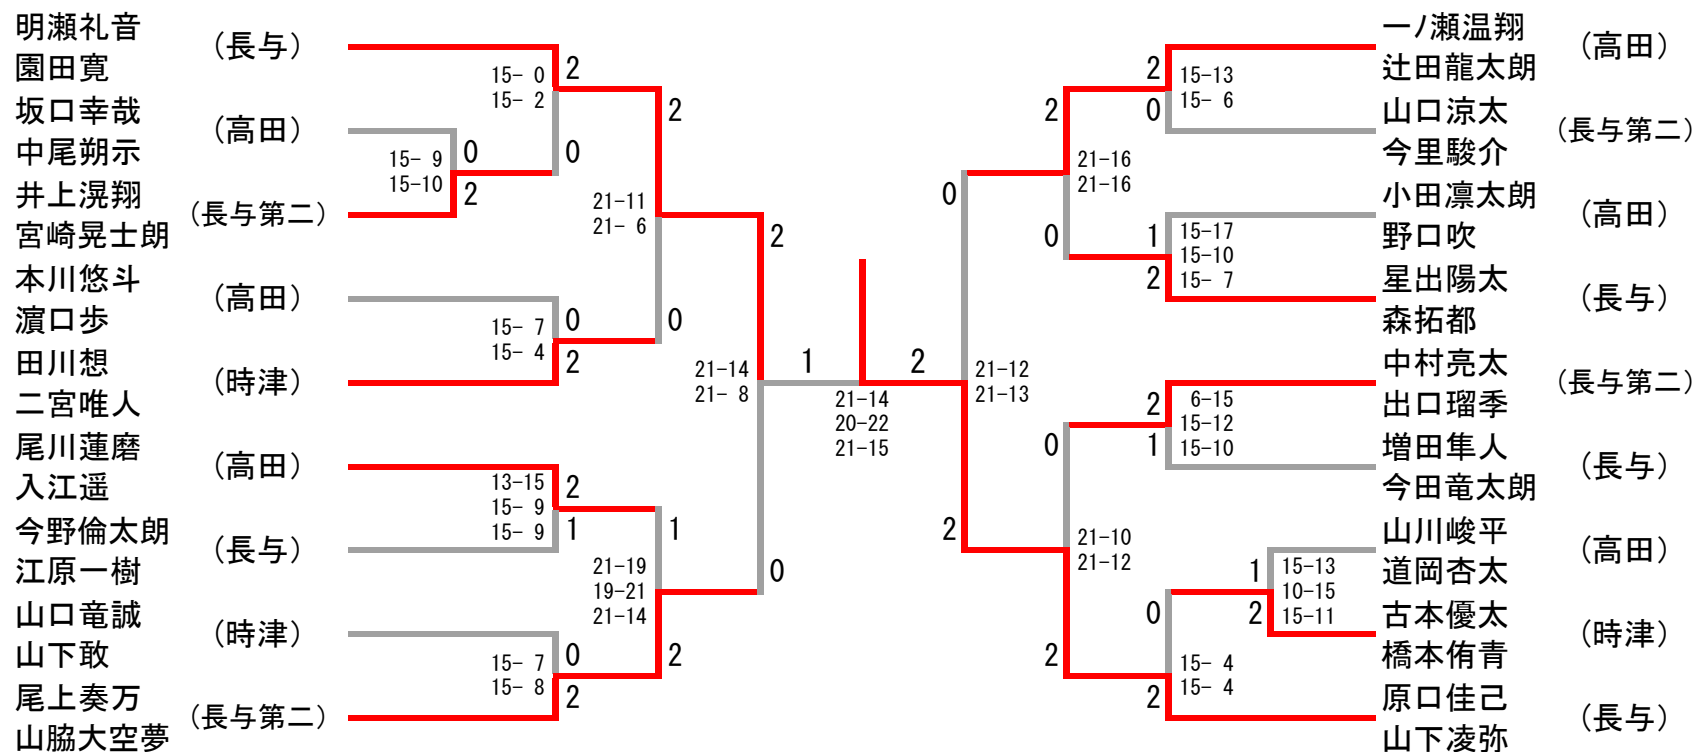 明瀬礼音
園田寛
(長与)
坂口幸哉
中尾朔示
(高田)
井上滉翔
宮崎晃士朗
(長与第二)
本川悠斗
濵口歩
(高田)
田川想
二宮唯人
(時津)
尾川蓮磨
入江遥
(高田)
今野倫太朗
江原一樹
(長与)
山口竜誠
山下敢
(時津)
尾上奏万
山脇大空夢
(長与第二)
15- 0
15- 2
2
0
15- 9
15-10
0
2
15- 7
15- 4
0
2
13-15
15- 9
15- 9
2
1
15- 7
15- 8
0
2
21-11
21- 6
2
0
21-19
19-21
21-14
1
2
21-14
21- 8
2
0
1
2
21-14
20-22
21-15
21-12
21-13
0
2
21-16
21-16
2
0
21-10
21-12
0
2
15-13
15- 6
2
0
15-17
15-10
15- 7
1
2
6-15
15-12
15-10
2
1
15-13
10-15
15-11
1
2
15- 4
15- 4
0
2
一ノ瀬温翔
辻田龍太朗
(高田)
山口涼太
今里駿介
(長与第二)
小田凛太朗
野口吹
(高田)
星出陽太
森拓都
(長与)
中村亮太
出口瑠季
(長与第二)
増田隼人
今田竜太朗
(長与)
山川峻平
道岡杏太
(高田)
古本優太
橋本侑青
(時津)
原口佳己
山下凌弥
(長与)